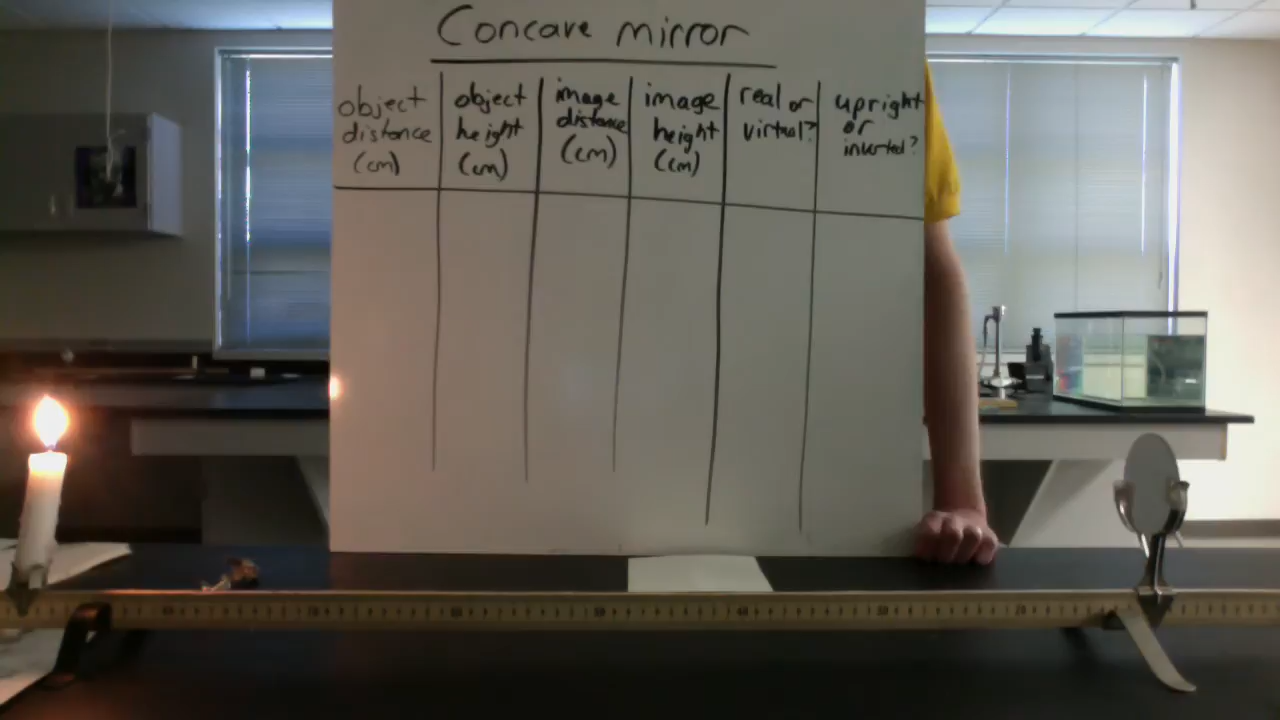 Concave mirror
object distance (cm)
object height (cm)
image distance (cm)
image height (cm)
real or virtual?
upright or inverted?